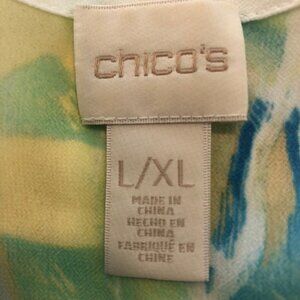 chico's
L/XL
MADE IN
CHINA
HECHO EN
CHINA
FABRIQUÉ EN
CHINE